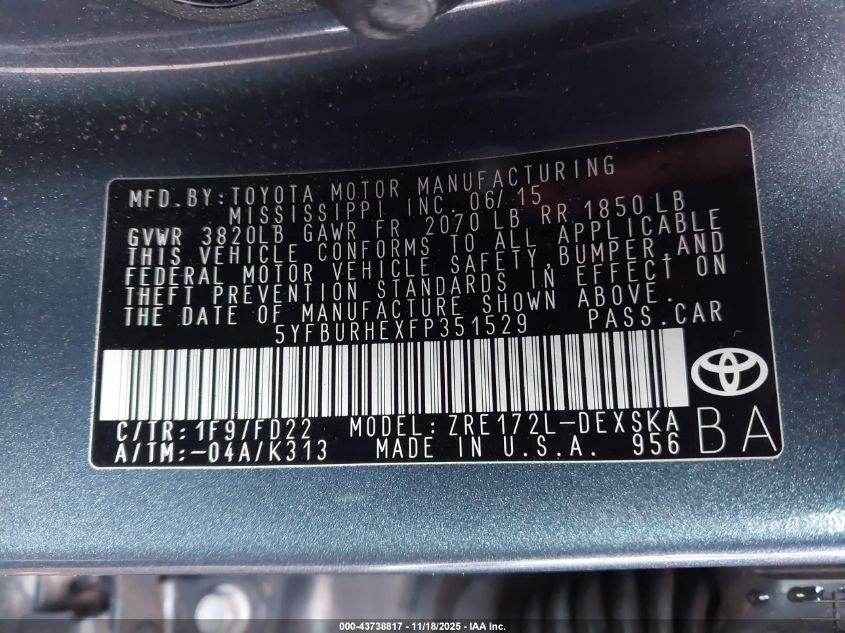 MFD.BY:TOYOTA MOTOR MANUFACTURING
MISSISSIPPI INC. 06/15
GVWR 3820LB GAWR FR 2070 LB RR 1850 LB
THIS VEHICLE CONFORMS TO ALL APPLICABLE
FEDERAL MOTOR VEHICLE SAFETY,BUMPER,AND
THEFT PREVENTION STANDARDS IN EFFECT ON
THE DATE OF MANUFACTURE SHOWN ABOVE.
5YFBURHEXFP351529 PASS.CAR
C/TR:1F9/FD22 MODEL: ZRE172L-DEXSKA
A/TM:-04A/K313 MADE IN U.S.A. 956
BA
000-43738817 | 11/18/2025 - IAA Inc.